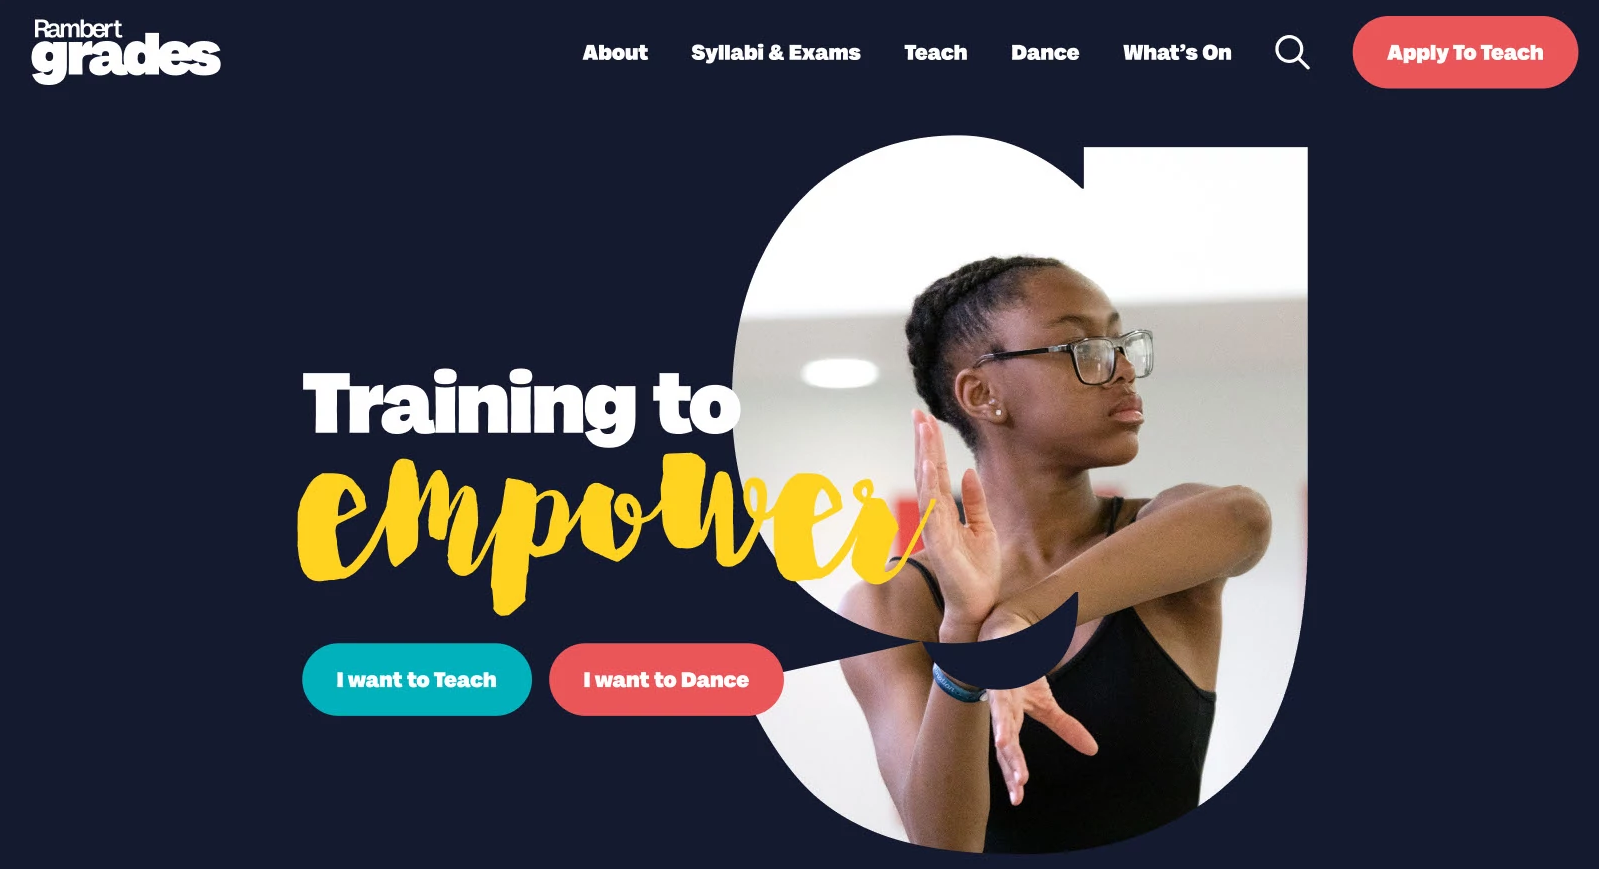 Rambert
grades
About
Syllabi & Exams
Teach
Dance
What's On
Apply To Teach
Training to
empower
I want to Teach
I want to Dance